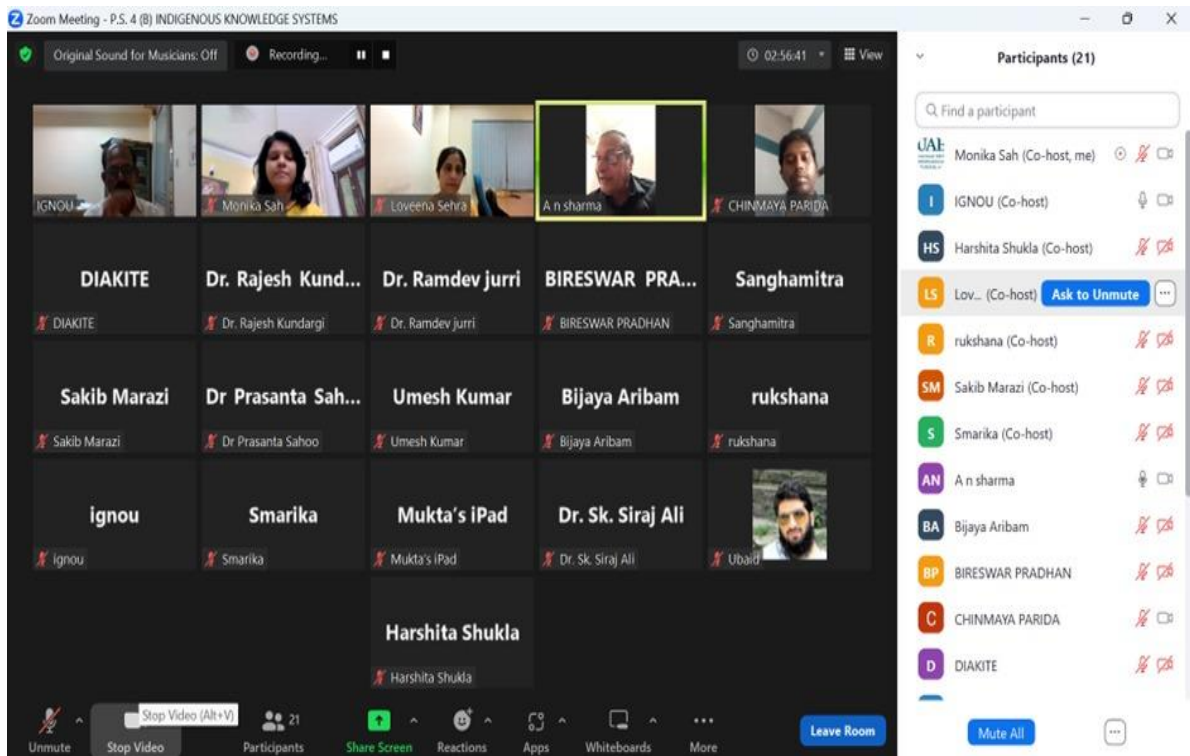 Zoom Meeting - P.S. 4 (B) INDIGENOUS KNOWLEDGE SYSTEMS
Original Sound for Musicians: Off
Recording...
02:56:41
View
IGNOU
Monika Sah
Loveena Sehra
A n sharma
CHINMAYA PARIDA
DIAKITE
Dr. Rajesh Kund...
Dr. Ramdev jurri
BIRESWAR PRA...
Sanghamitra
DIAKITE
Dr. Rajesh Kundargi
Dr. Ramdev jurri
BIRESWAR PRADHAN
Sanghamitra
Sakib Marazi
Dr Prasanta Sah...
Umesh Kumar
Bijaya Aribam
rukshana
Sakib Marazi
Dr Prasanta Sahoo
Umesh Kumar
Bijaya Aribam
rukshana
ignou
Smarika
Mukta's iPad
Dr. Sk. Siraj Ali
ignou
Smarika
Mukta's iPad
Dr. Sk. Siraj Ali
Ubaid
Harshita Shukla
Harshita Shukla
Stop Video (Alt+V)
21
Unmute
Stop Video
Participants
Share Screen
Reactions
Apps
Whiteboards
More
Leave Room
Participants (21)
Find a participant
Monika Sah (Co-host, me)
I
IGNOU (Co-host)
HS
Harshita Shukla (Co-host)
LS
Lov... (Co-host)
Ask to Unmute
R
rukshana (Co-host)
SM
Sakib Marazi (Co-host)
S
Smarika (Co-host)
AN
A n sharma
BA
Bijaya Aribam
BP
BIRESWAR PRADHAN
C
CHINMAYA PARIDA
D
DIAKITE
Mute All